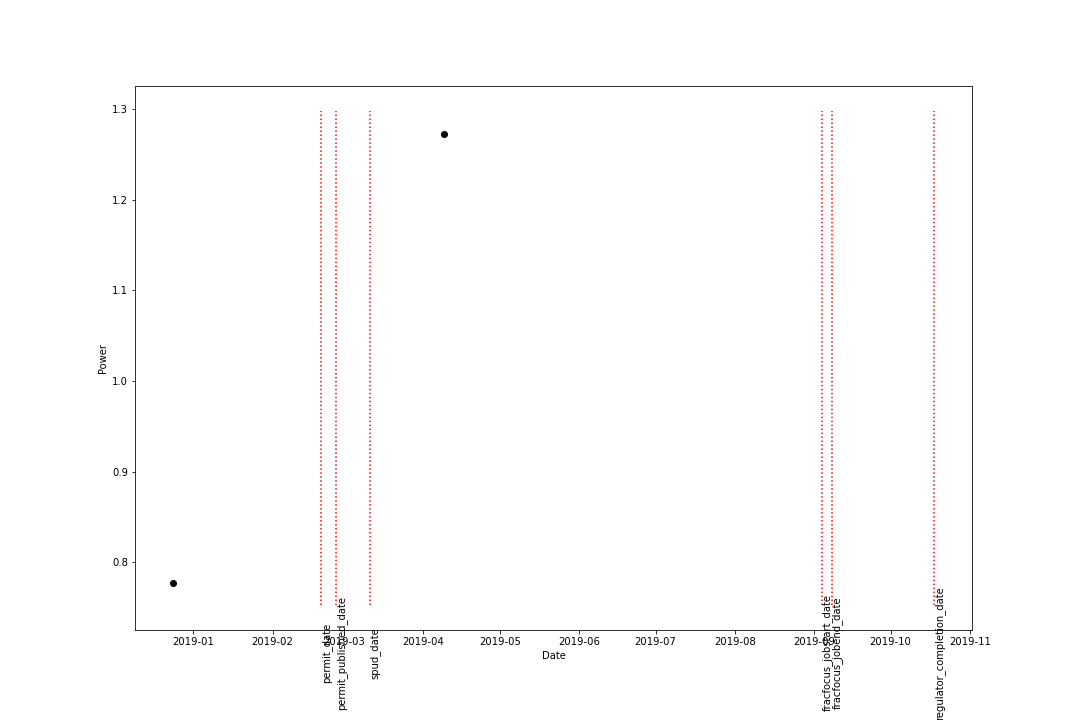 1.3
1.2
1.1
1.0
0.9
0.8
Power
2019-01
2019-02
2019-03
2019-04
2019-05
2019-06
2019-07
2019-08
2019-09
2019-10
2019-11
Date
permit_date
permit_published_date
spud_date
fracfocus_jobstart_date
fracfocus_jobend_date
regulator_completion_date